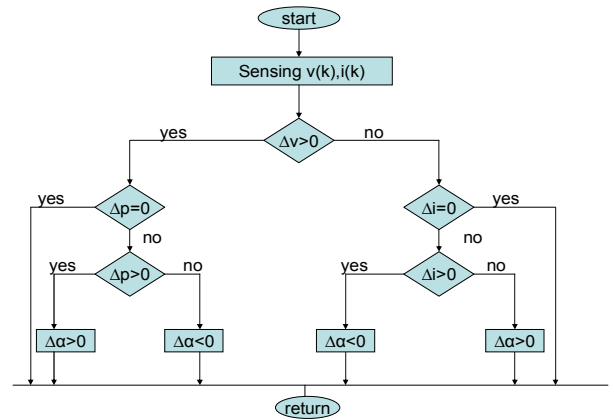 start
Sensing v(k),i(k)
yes
Δv>0
no
yes
Δp=0
Δi=0
yes
no
no
yes
Δp>0
no
yes
Δi>0
no
Δα>0
Δα<0
Δα<0
Δα>0
return